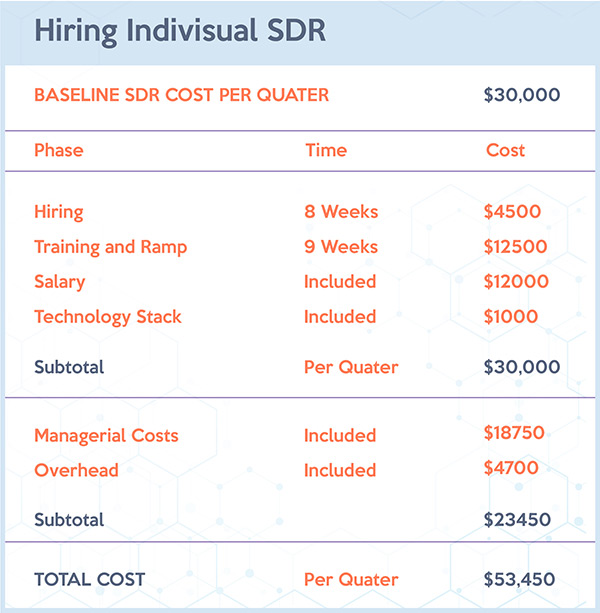 Hiring Indivisual SDR
BASELINE SDR COST PER QUATER $30,000
Phase Time Cost
Hiring 8 Weeks $4500
Training and Ramp 9 Weeks $12500
Salary Included $12000
Technology Stack Included $1000
Subtotal Per Quater $30,000
Managerial Costs Included $18750
Overhead Included $4700
Subtotal $23450
TOTAL COST Per Quater $53,450